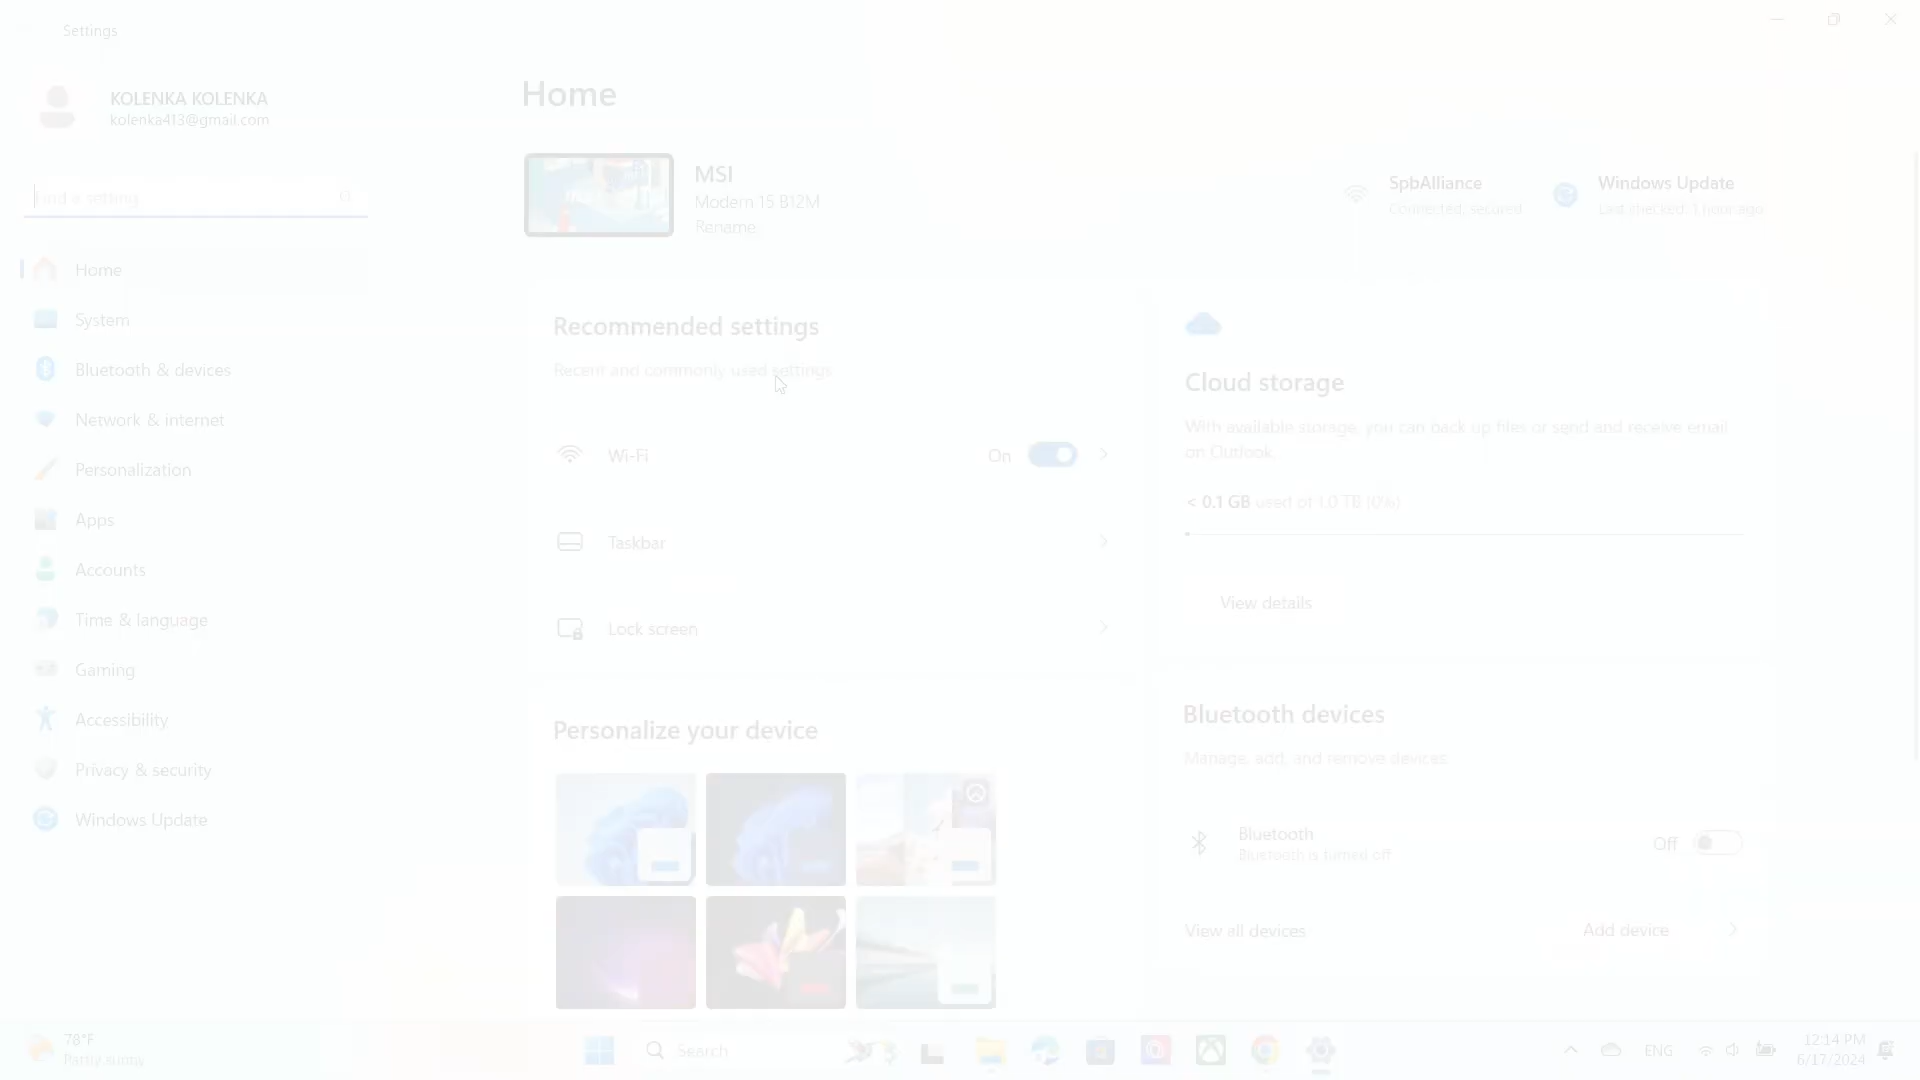 Settings
KOLENKA KOLENKA
kolenka413@gmail.com
Find a setting
Home
System
Bluetooth & devices
Network & internet
Personalization
Apps
Accounts
Time & language
Gaming
Accessibility
Privacy & security
Windows Update
Home
MSI
Modern 15 B12M
Rename
SpbAlliance
Connected, secured
Windows Update
Last checked: 1 hour ago
Recommended settings
Recent and commonly used settings
Wi-Fi
On
Taskbar
Lock screen
Personalize your device
Cloud storage
With available storage, you can back up files or send and receive email
on Outlook.
< 0.1 GB used of 1.0 TB (0%)
View details
Bluetooth devices
Manage, add, and remove devices
Bluetooth
Bluetooth is turned off
Off
View all devices
Add device
78°F
Partly sunny
Search
ENG
12:14 PM
6/17/2024